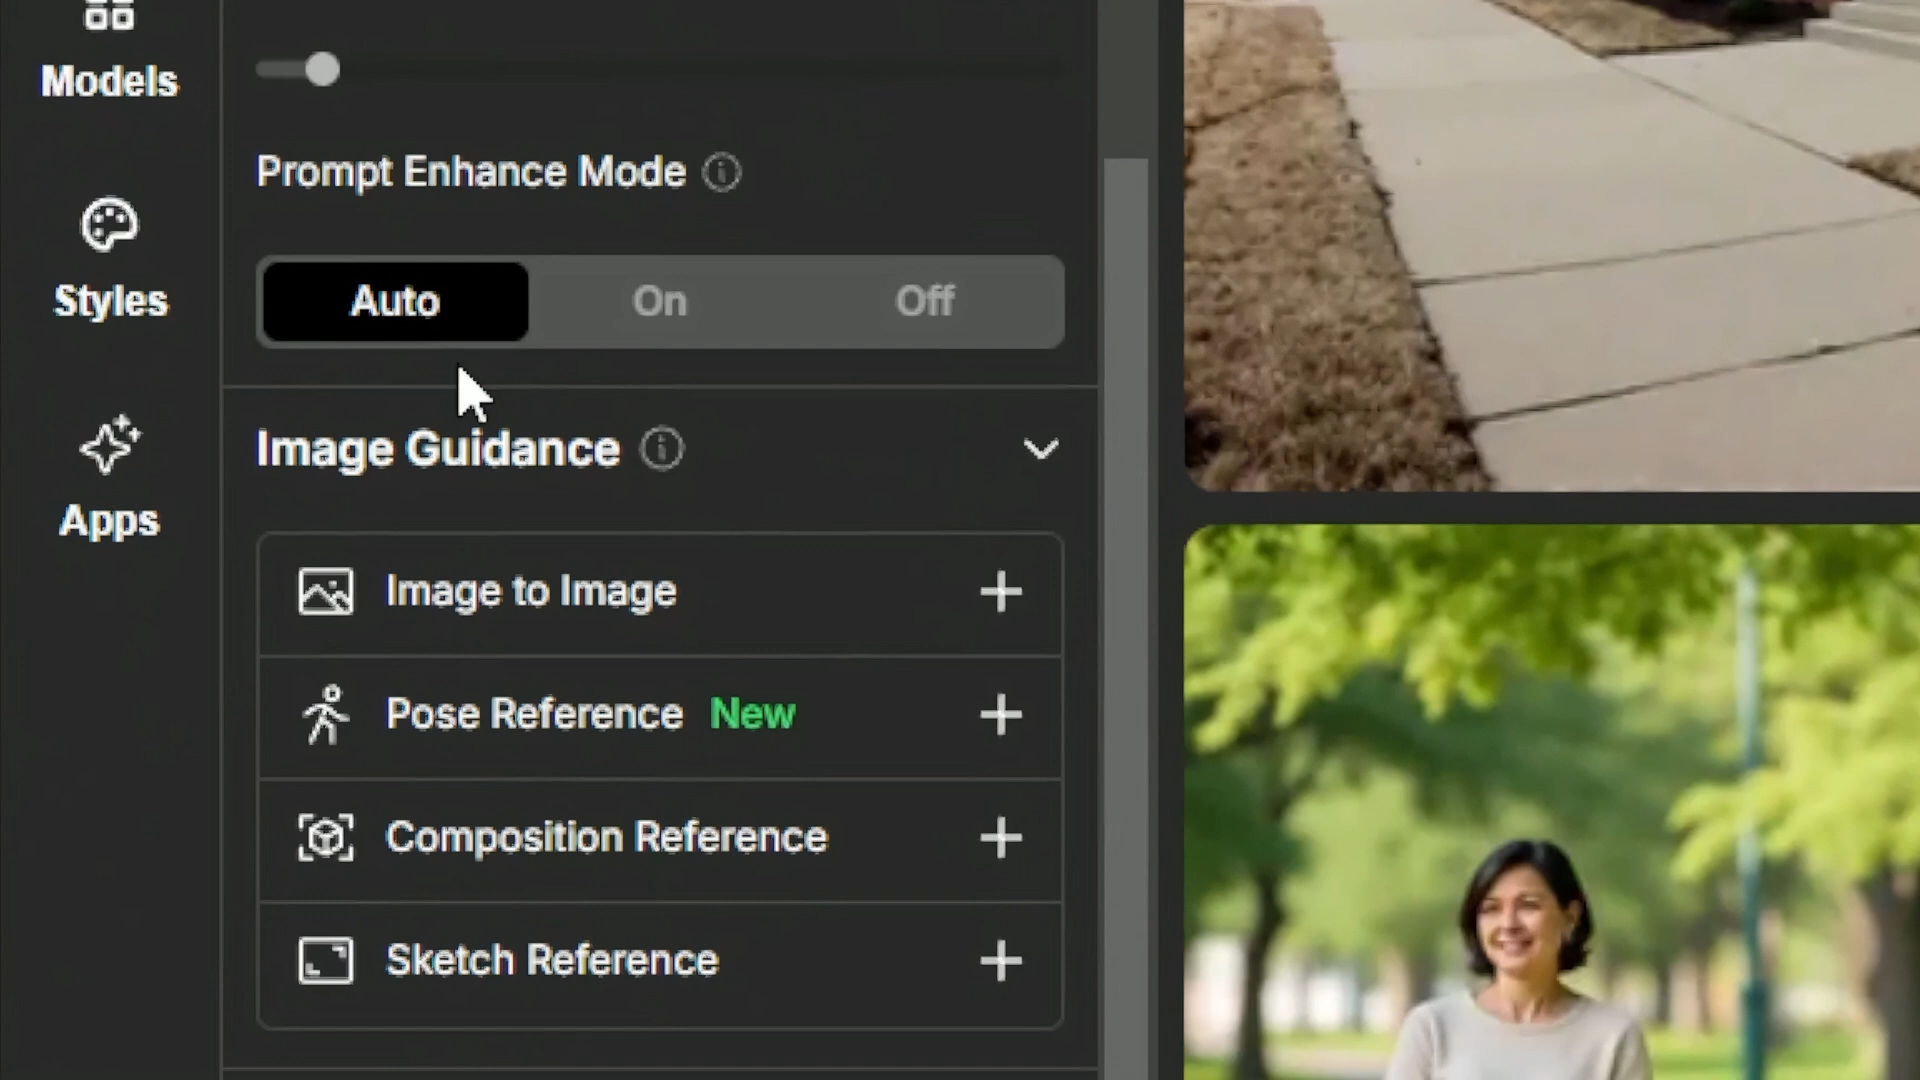 Models
Styles
Apps
Prompt Enhance Mode
Auto On Off
Image Guidance
Image to Image
Pose Reference New
Composition Reference
Sketch Reference